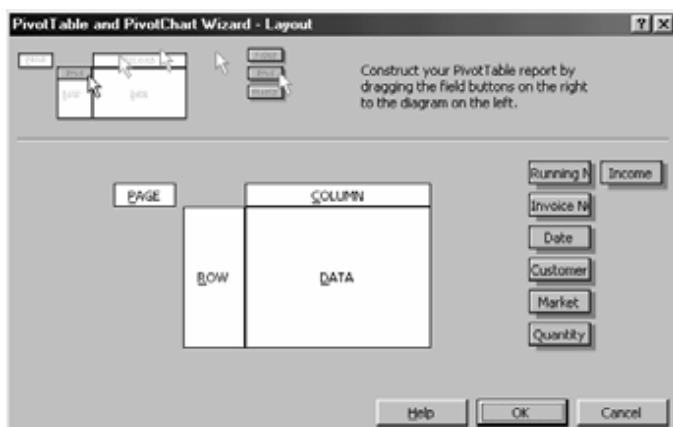 PivotTable and PivotChart Wizard - Layout
Construct your PivotTable report by
dragging the field buttons on the right
to the diagram on the left.
PAGE
COLUMN
ROW
DATA
Running N
Income
Invoice Nu
Date
Customer
Market
Quantity
Help
OK
Cancel